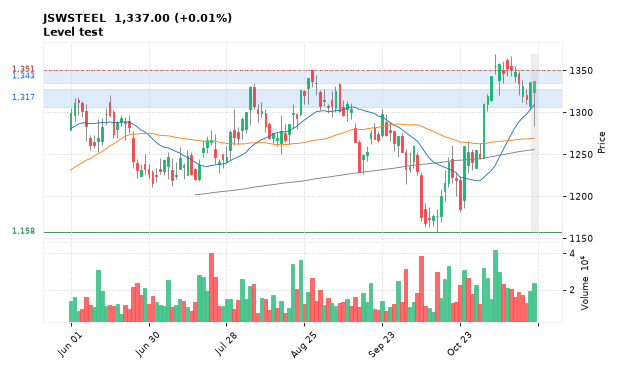 JSWSTEEL 1,337.00 (+0.01%)
Level test
1,351
1,343
1,317
1,158
1350
1300
1250
1200
1150
Price
4
2
Volume 10⁶
Jun 01
Jun 30
Jul 28
Aug 25
Sep 23
Oct 23